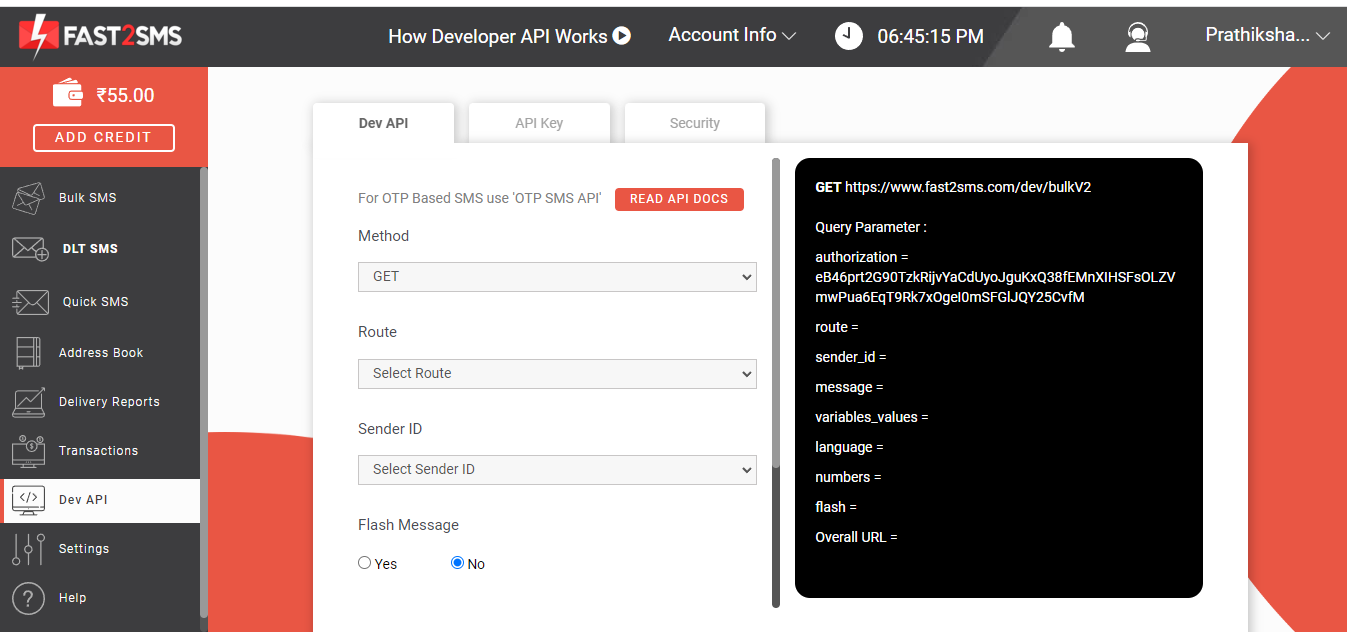 FAST2SMS
How Developer API Works
Account Info
06:45:15 PM
Prathiksha...
₹55.00
ADD CREDIT
Bulk SMS
DLT SMS
Quick SMS
Address Book
Delivery Reports
Transactions
Dev API
Settings
Help
Dev API
API Key
Security
For OTP Based SMS use 'OTP SMS API'
READ API DOCS
Method
GET
Route
Select Route
Sender ID
Select Sender ID
Flash Message
Yes
No
GET https://www.fast2sms.com/dev/bulkV2
Query Parameter :
authorization =
eB46prt2G90TzkRijvYaCdUyoJguKxQ38fEMnXIHSFsOLZV
mwPua6EqT9Rk7xOgeI0mSFGlJQY25CvfM
route =
sender_id =
message =
variables_values =
language =
numbers =
flash =
Overall URL =